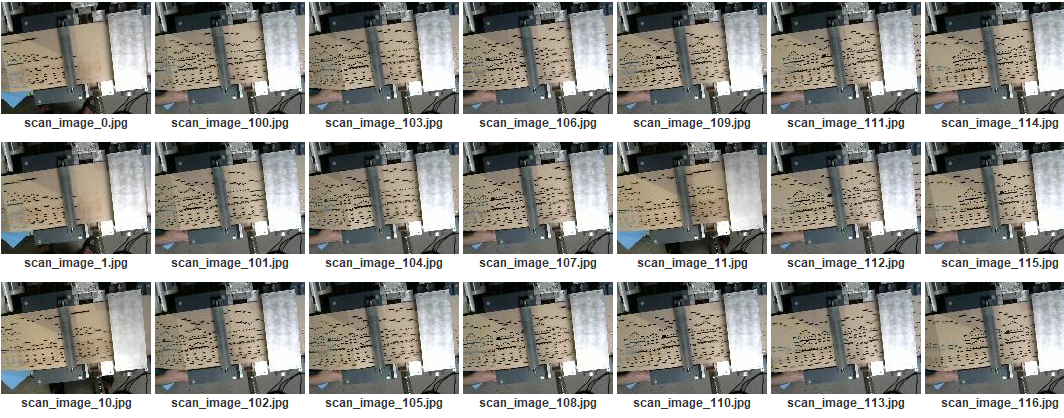 scan_image_0.jpg scan_image_100.jpg scan_image_103.jpg scan_image_106.jpg scan_image_109.jpg scan_image_111.jpg scan_image_114.jpg
scan_image_1.jpg scan_image_101.jpg scan_image_104.jpg scan_image_107.jpg scan_image_11.jpg scan_image_112.jpg scan_image_115.jpg
scan_image_10.jpg scan_image_102.jpg scan_image_105.jpg scan_image_108.jpg scan_image_110.jpg scan_image_113.jpg scan_image_116.jpg